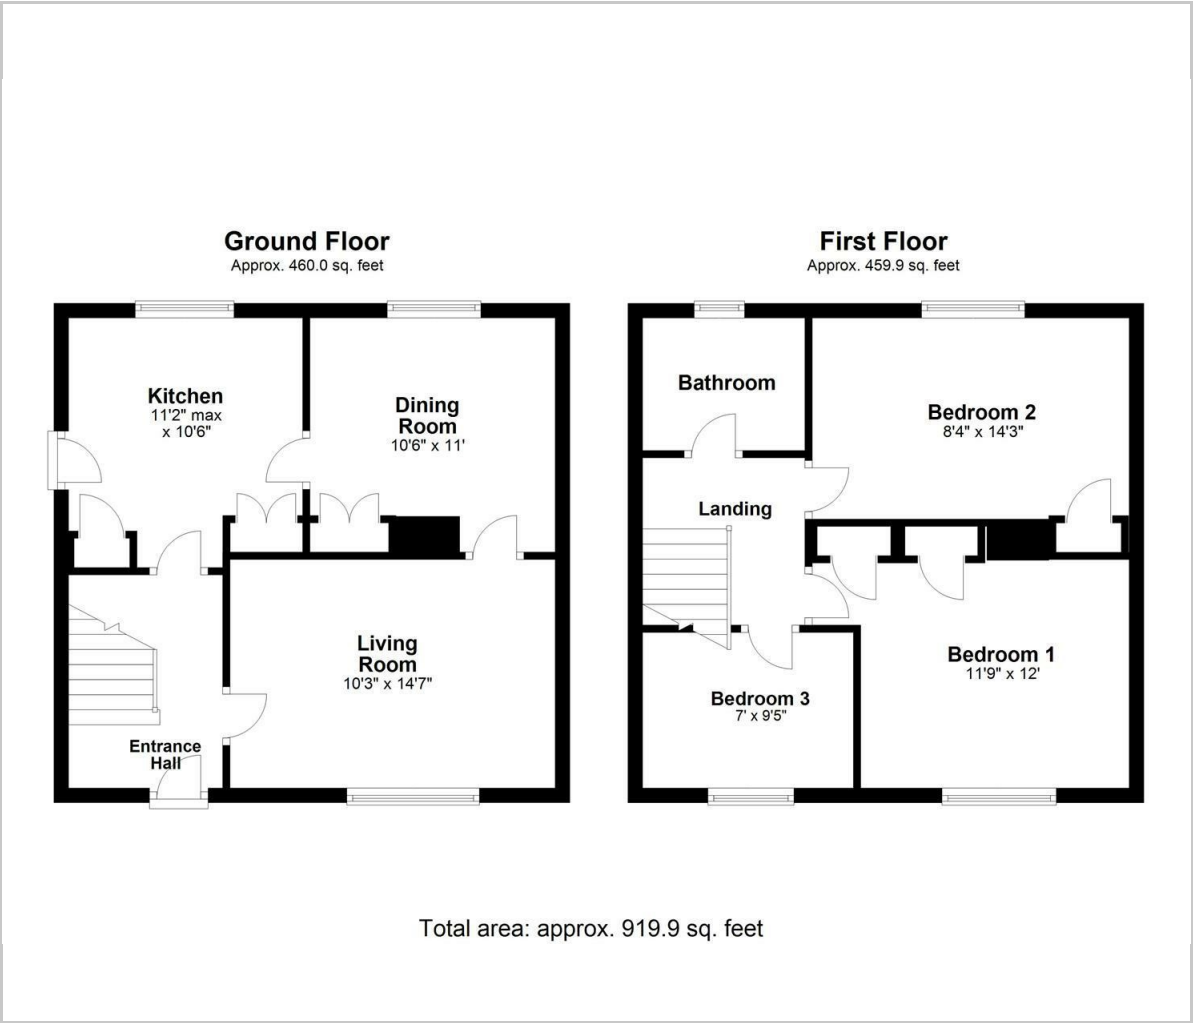 Ground Floor
Approx. 460.0 sq. feet
Kitchen
11'2" max
x 10'6"
Dining
Room
10'6" x 11'
Living
Room
10'3" x 14'7"
Entrance
Hall
First Floor
Approx. 459.9 sq. feet
Bathroom
Bedroom 2
8'4" x 14'3"
Landing
Bedroom 1
11'9" x 12'
Bedroom 3
7' x 9'5"
Total area: approx. 919.9 sq. feet